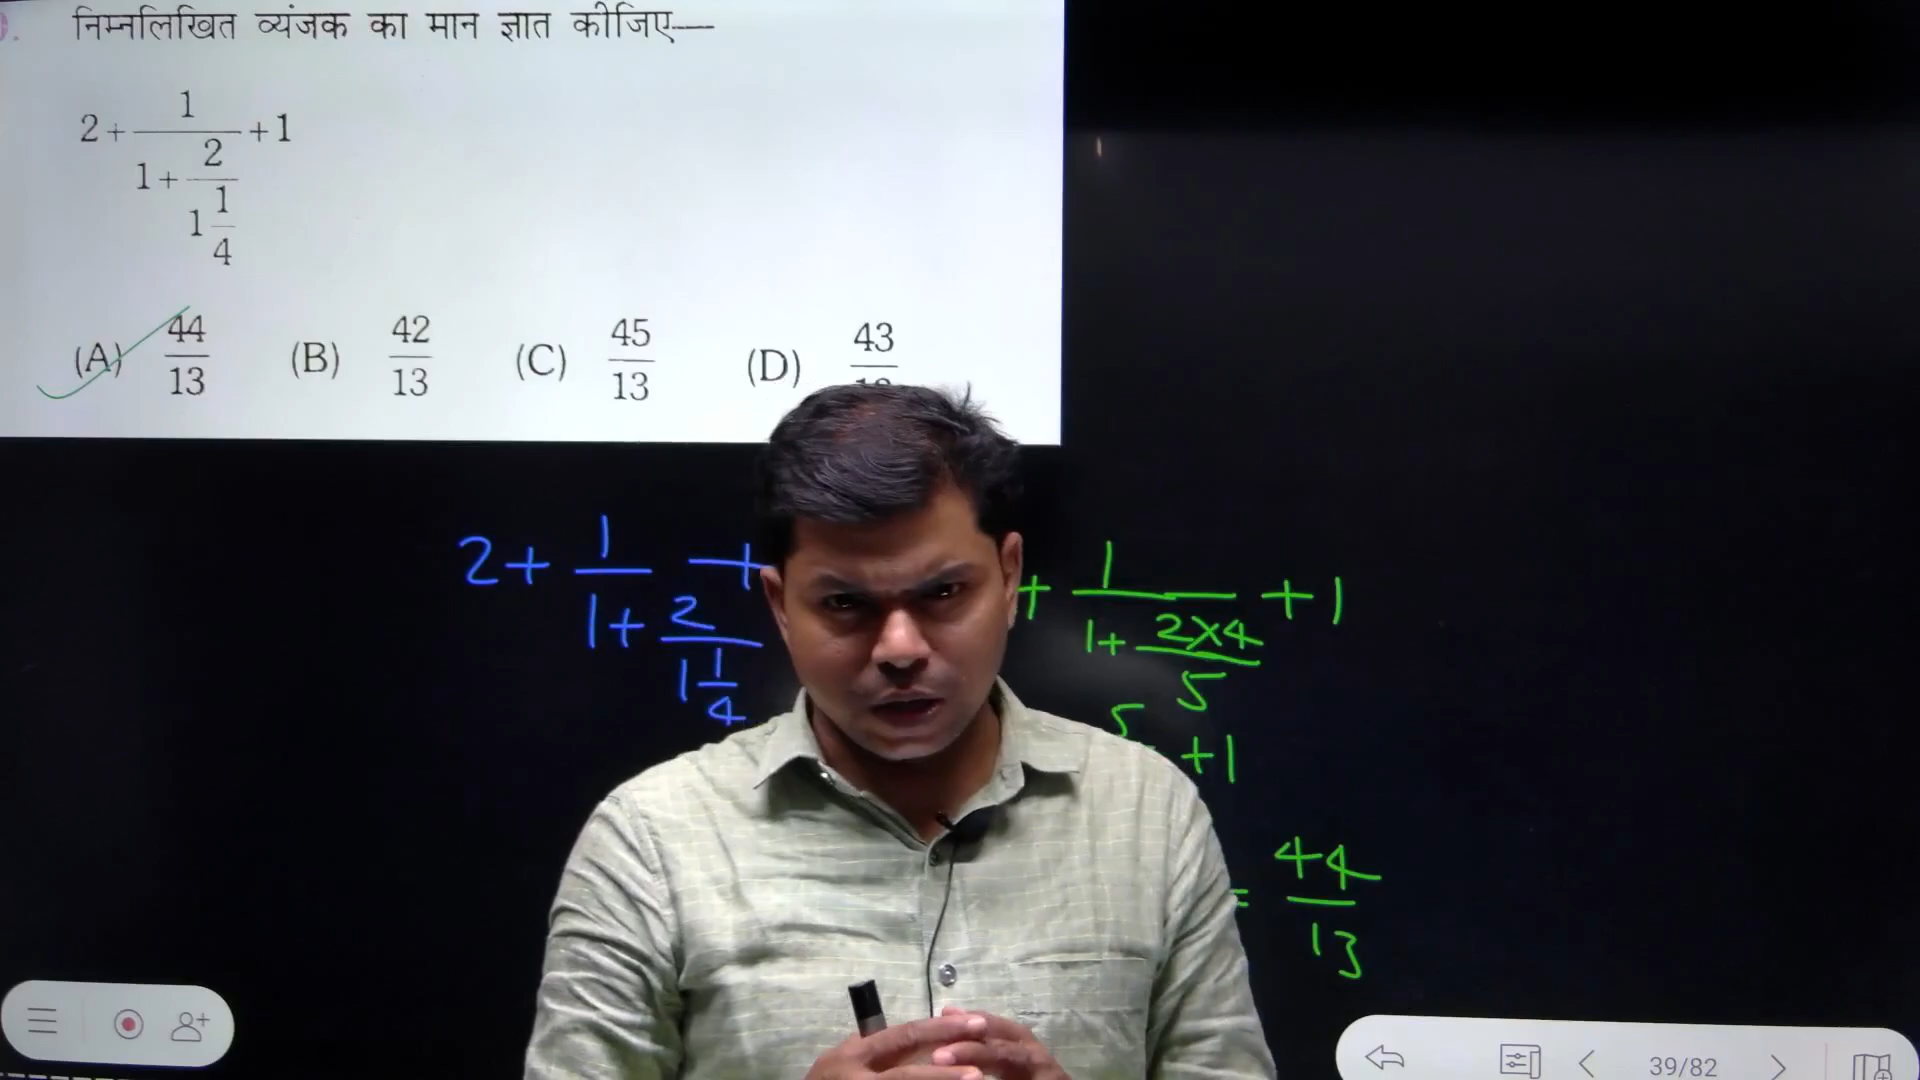 निम्नलिखित व्यंजक का मान ज्ञात कीजिए—
2 + 1 / (1 + 2 / (1 1/4)) + 1
(A) 44/13 (B) 42/13 (C) 45/13 (D) 43
2 + 1 / (1 + 2 / (1 1/4)) +
+ 1 / (1 + 2×4 / 5) + 1
5 +1
= 44/13
39/82